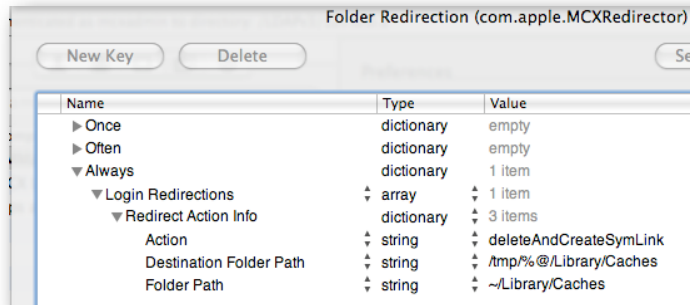 Folder Redirection (com.apple.MCXRedirector)
New Key Delete Se
Name Type Value
Once dictionary empty
Often dictionary empty
Always dictionary 1 item
Login Redirections array 1 item
Redirect Action Info dictionary 3 items
Action string deleteAndCreateSymLink
Destination Folder Path string /tmp/%@/Library/Caches
Folder Path string ~/Library/Caches